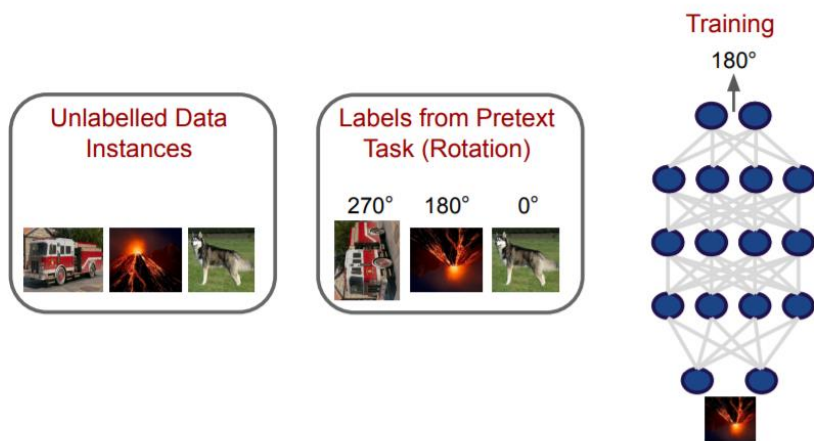 Training
180°
Unlabelled Data
Instances
Labels from Pretext
Task (Rotation)
270° 180° 0°